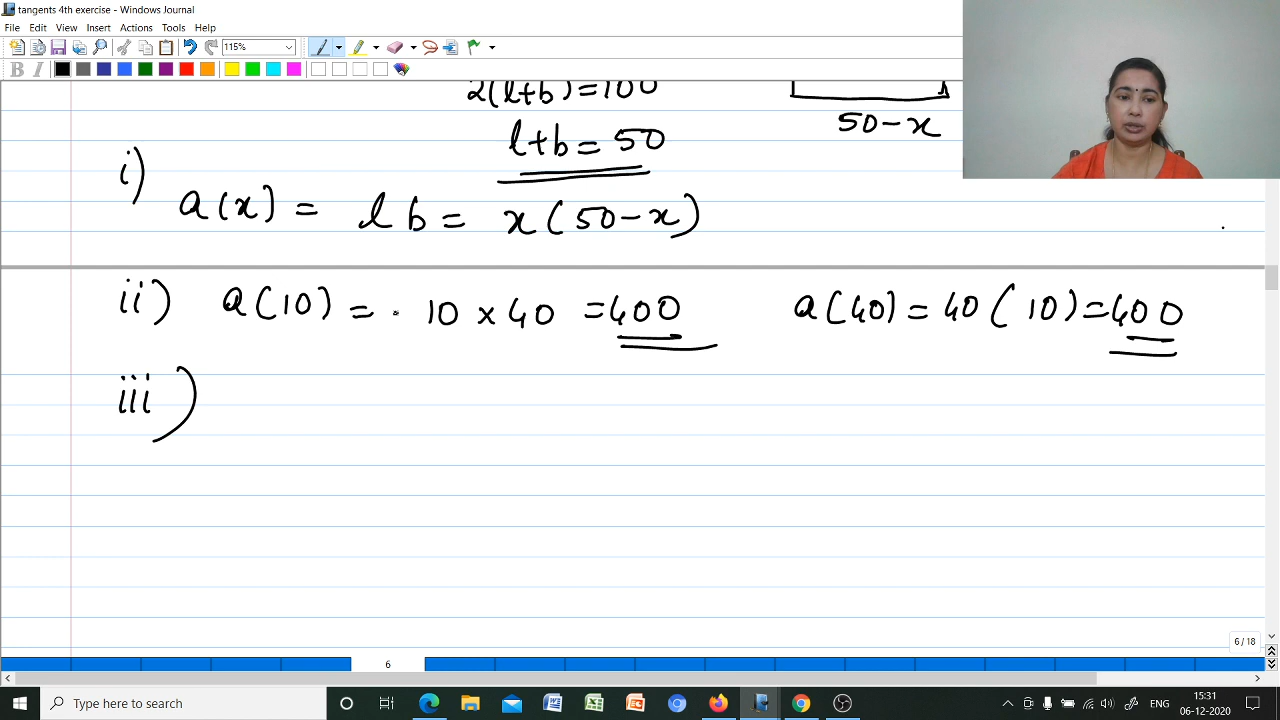 tangents 4th exercise - Windows Journal
File Edit View Insert Actions Tools Help
115%
B I
2(l+b)=100
50-x
l+b=50
i)
a(x)= lb= x(50-x)
ii) a(10)= 10 x 40 =400 a(40)=40(10)=400
iii)
6/18
6
Type here to search
ENG
15:31
06-12-2020